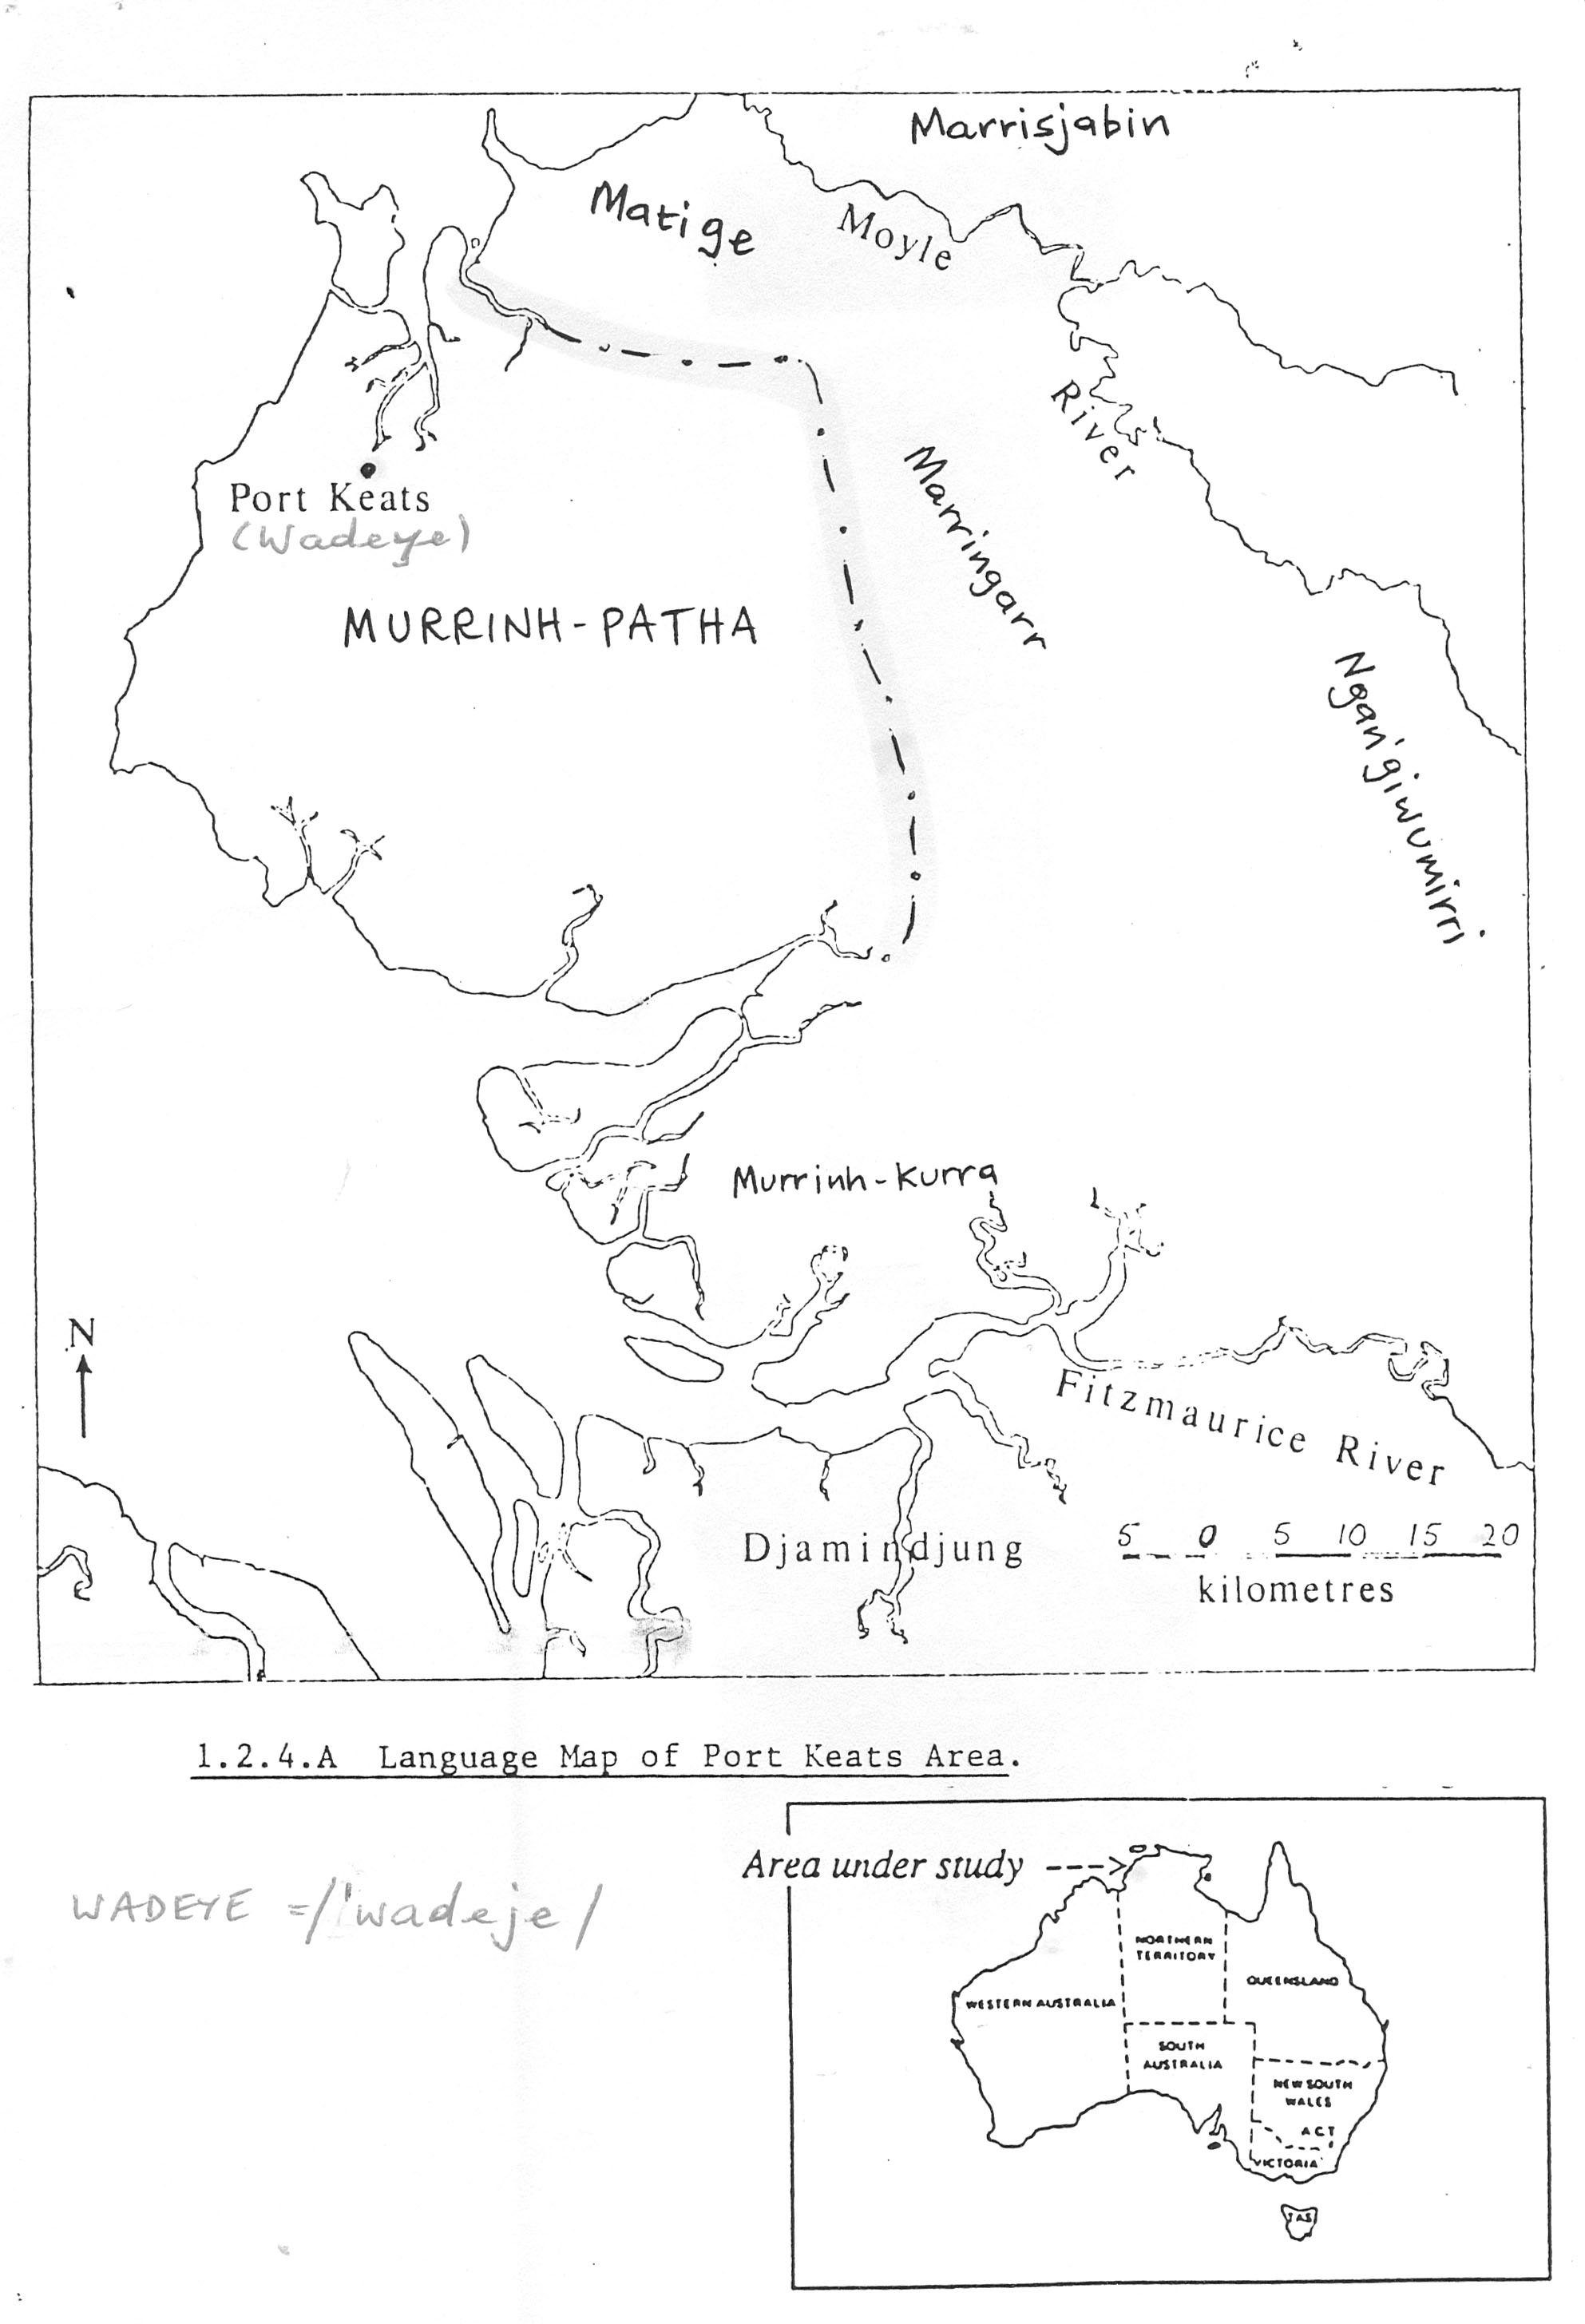 Marrisjabin
Matige
Moyle
River
Port Keats
(Wadeye)
Marringarr
MURRINH-PATHA
Ngan'giwumirri
Murrinh-Kurra
N
Fitzmaurice River
Djamindjung
5 0 5 10 15 20
kilometres
1.2.4.A Language Map of Port Keats Area.
Area under study
WADEYE =/'wadeje/
NORTHERN
TERRITORY
QUEENSLAND
WESTERN AUSTRALIA
SOUTH
AUSTRALIA
NEW SOUTH
WALES
ACT
VICTORIA
TAS